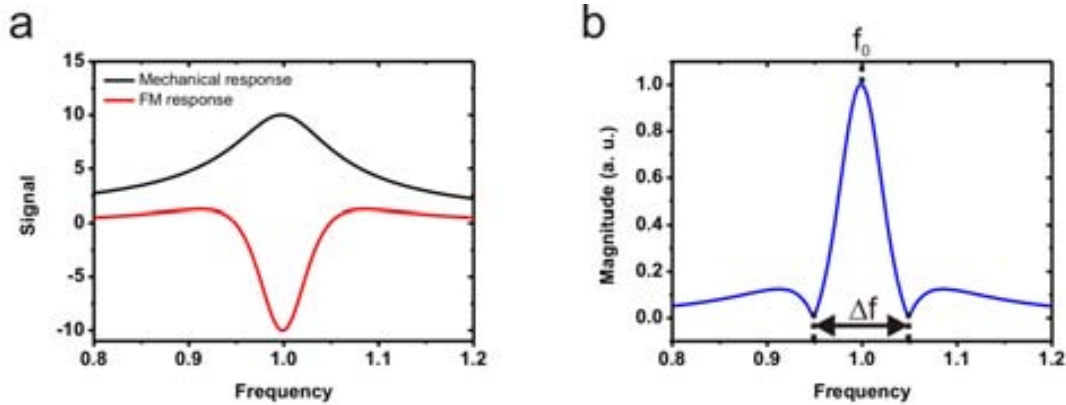 a
15
10
5
0
-5
-10
Signal
Mechanical response
FM response
0.8 0.9 1.0 1.1 1.2
Frequency
b
f₀
1.0
0.8
0.6
0.4
0.2
0.0
Magnitude (a. u.)
Δf
0.8 0.9 1.0 1.1 1.2
Frequency